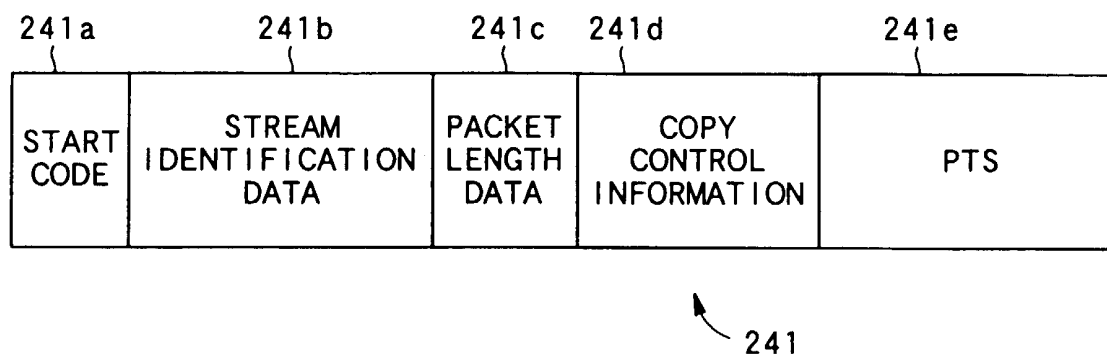 241a 241b 241c 241d 241e
START
CODE
STREAM
IDENTIFICATION
DATA
PACKET
LENGTH
DATA
COPY
CONTROL
INFORMATION
PTS
241